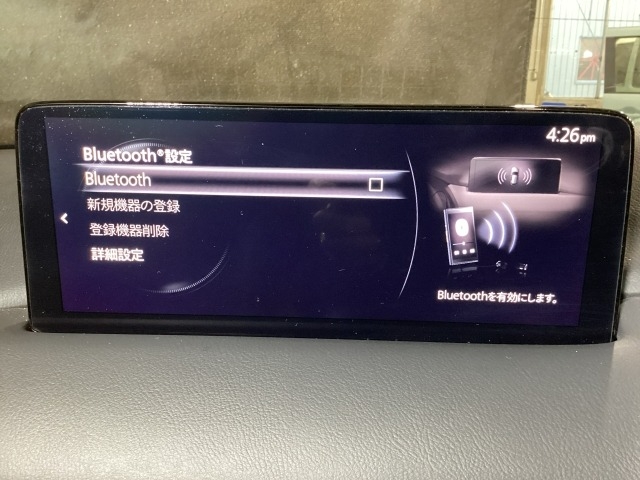 4:26pm
Bluetooth®設定
Bluetooth
新規機器の登録
登録機器削除
詳細設定
Bluetoothを有効にします。